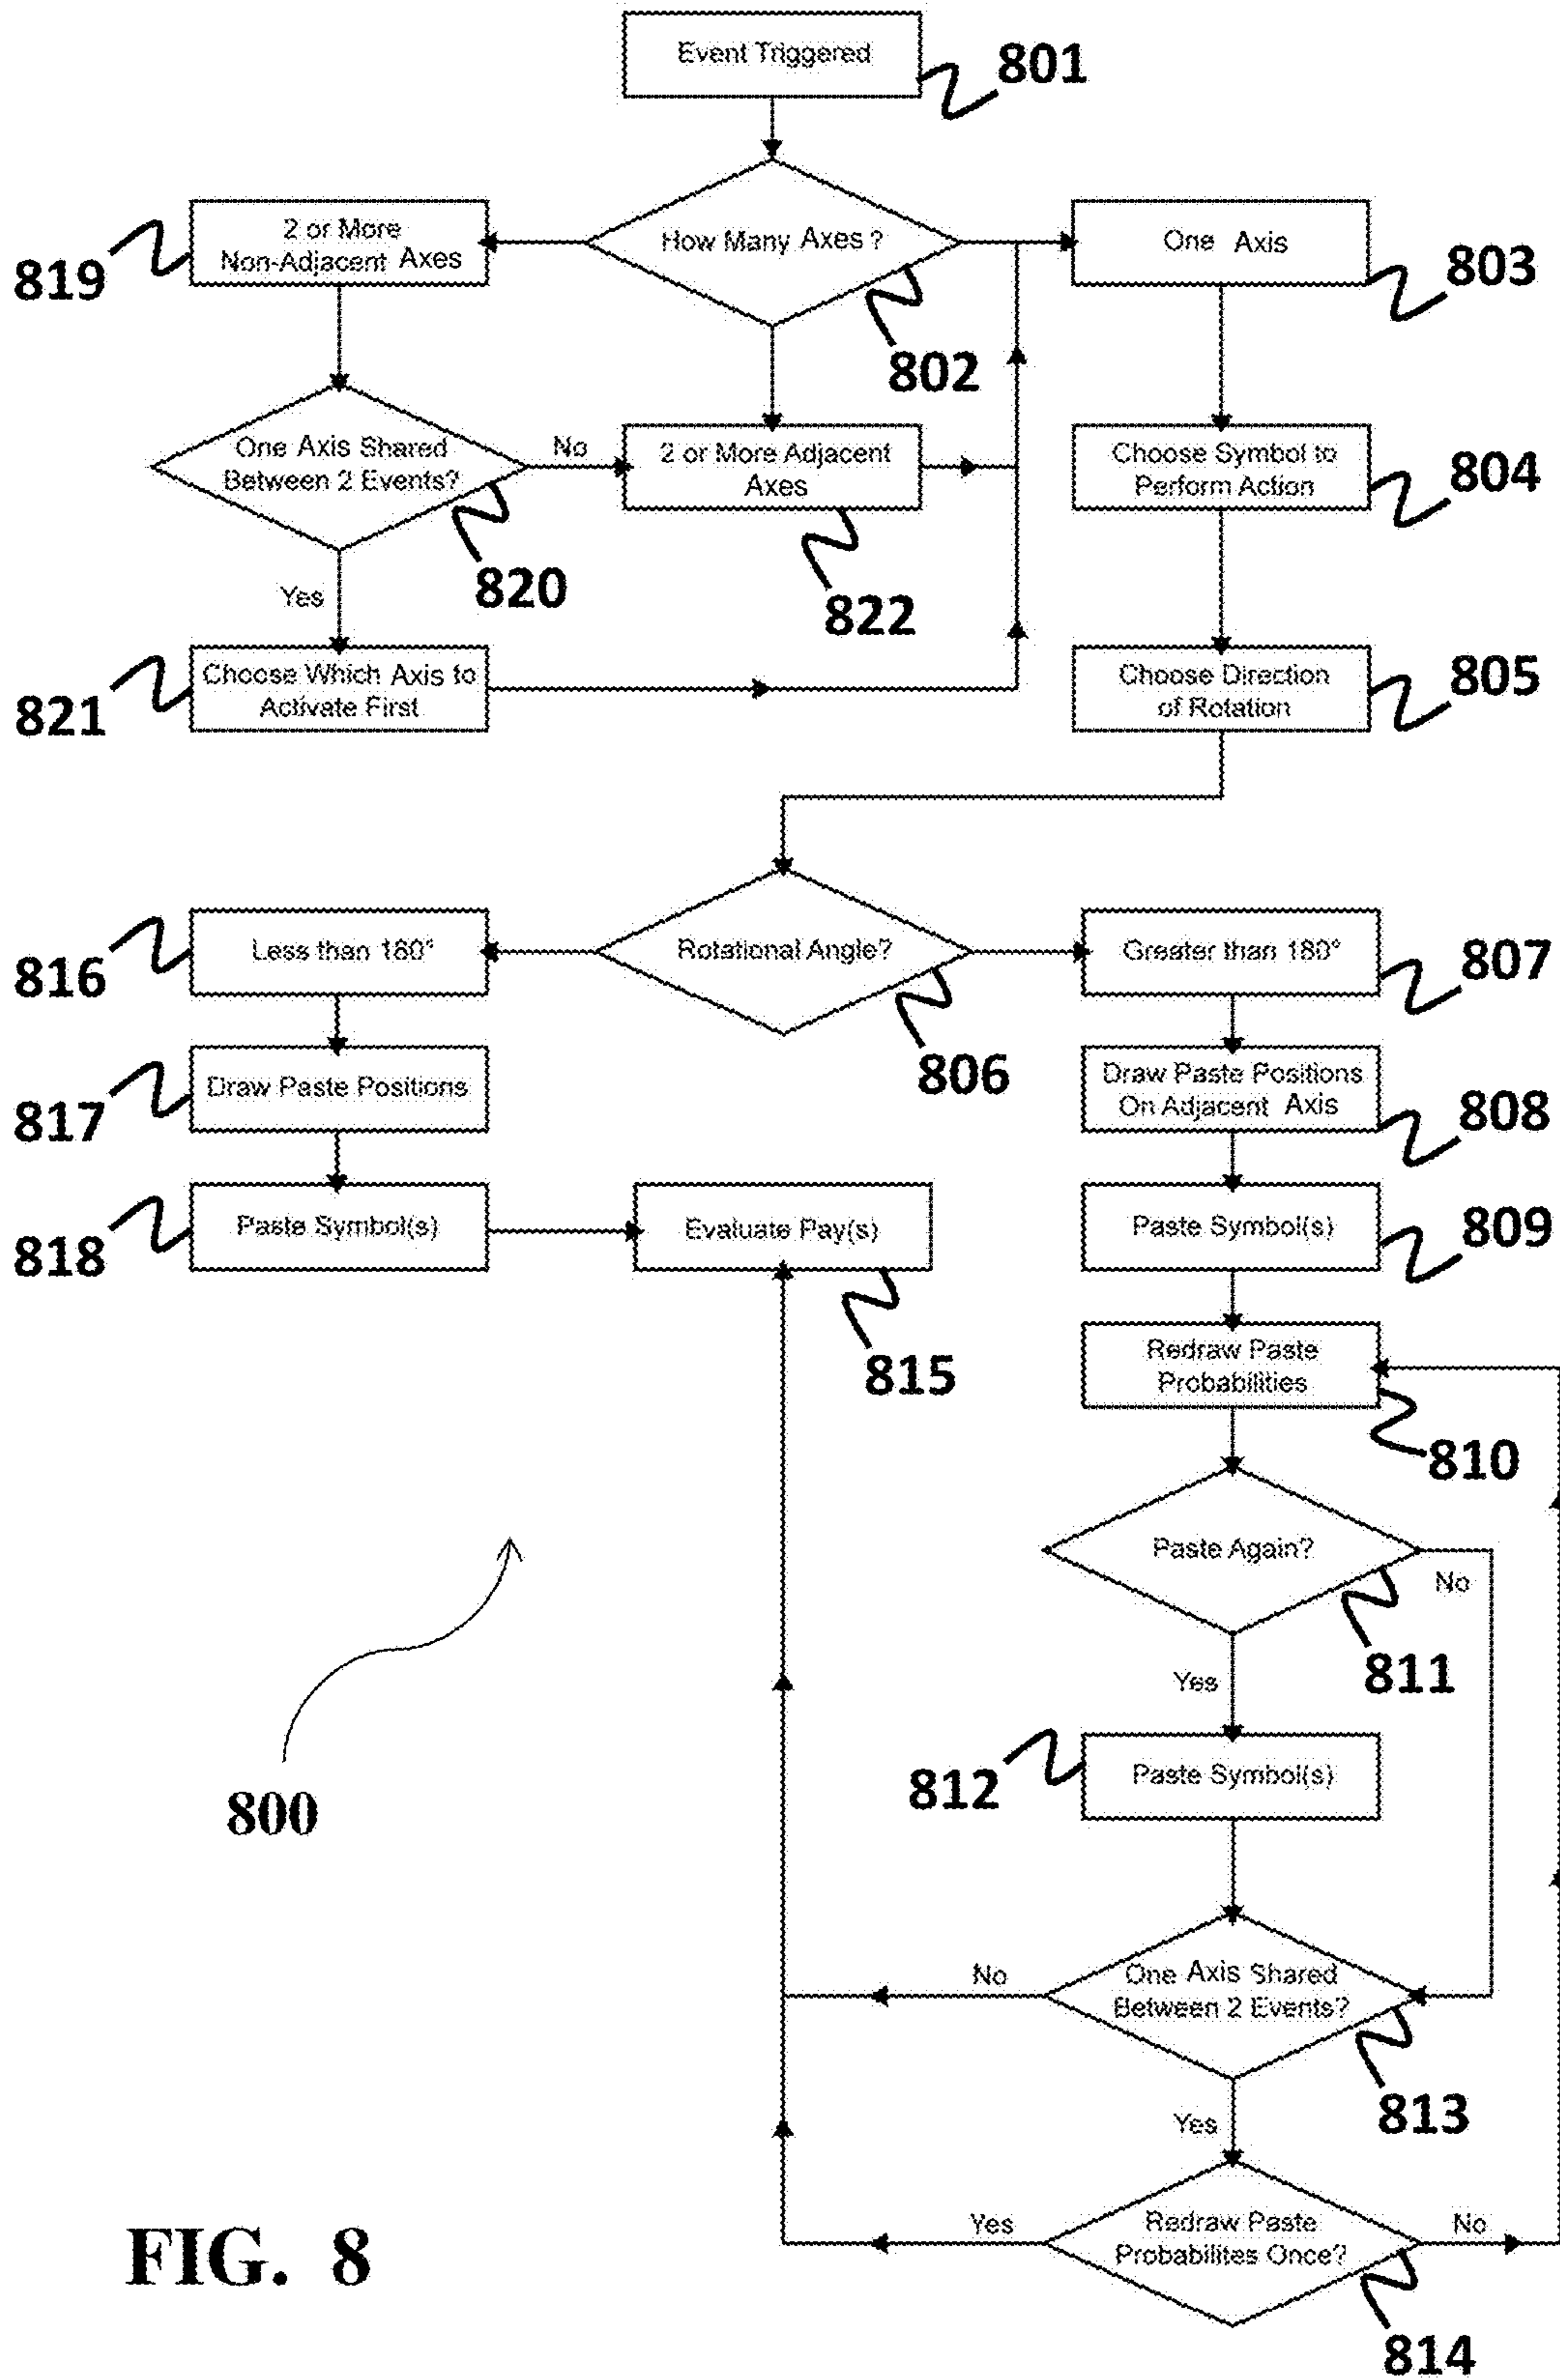 Event Triggered
801
2 or More
Non-Adjacent Axes
819
How Many Axes ?
802
One Axis
803
One Axis Shared
Between 2 Events?
820
No
2 or More Adjacent
Axes
822
Choose Symbol to
Perform Action
804
Yes
Choose Which Axis to
Activate First
821
Choose Direction
of Rotation
805
Less than 180°
816
Rotational Angle?
806
Greater than 180°
807
Draw Paste Positions
817
Draw Paste Positions
On Adjacent Axis
808
Paste Symbol(s)
818
Evaluate Pay(s)
815
Paste Symbol(s)
809
Redraw Paste
Probabilities
810
Paste Again?
811
No
Yes
Paste Symbol(s)
812
800
One Axis Shared
Between 2 Events?
813
No
Yes
Redraw Paste
Probabilites Once?
814
Yes
No
FIG. 8